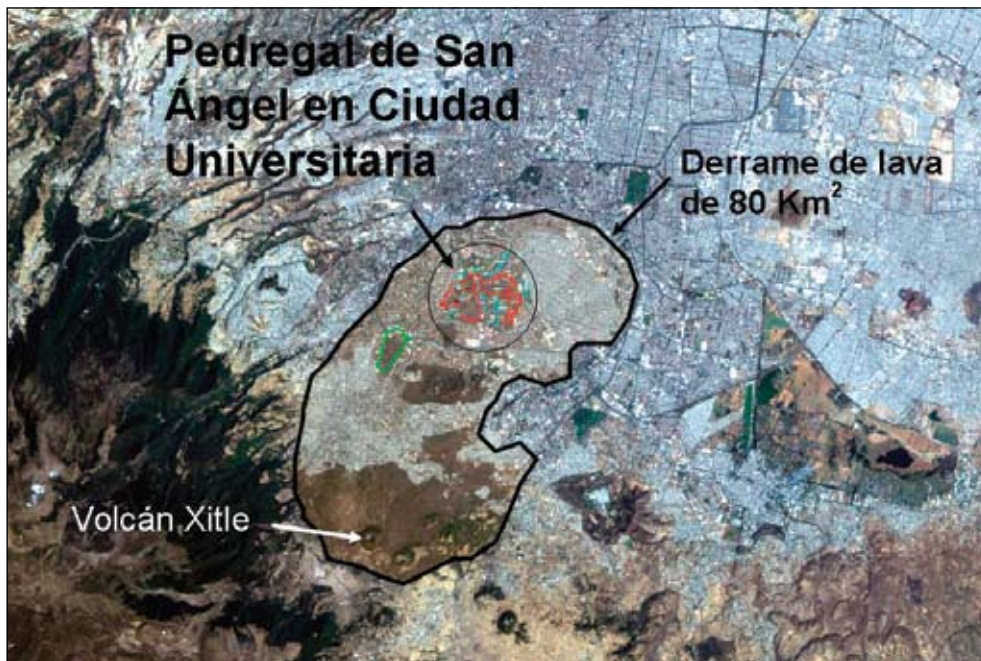 Pedregal de San
Ángel en Ciudad
Universitaria
Derrame de lava
de 80 Km²
Volcán Xitle